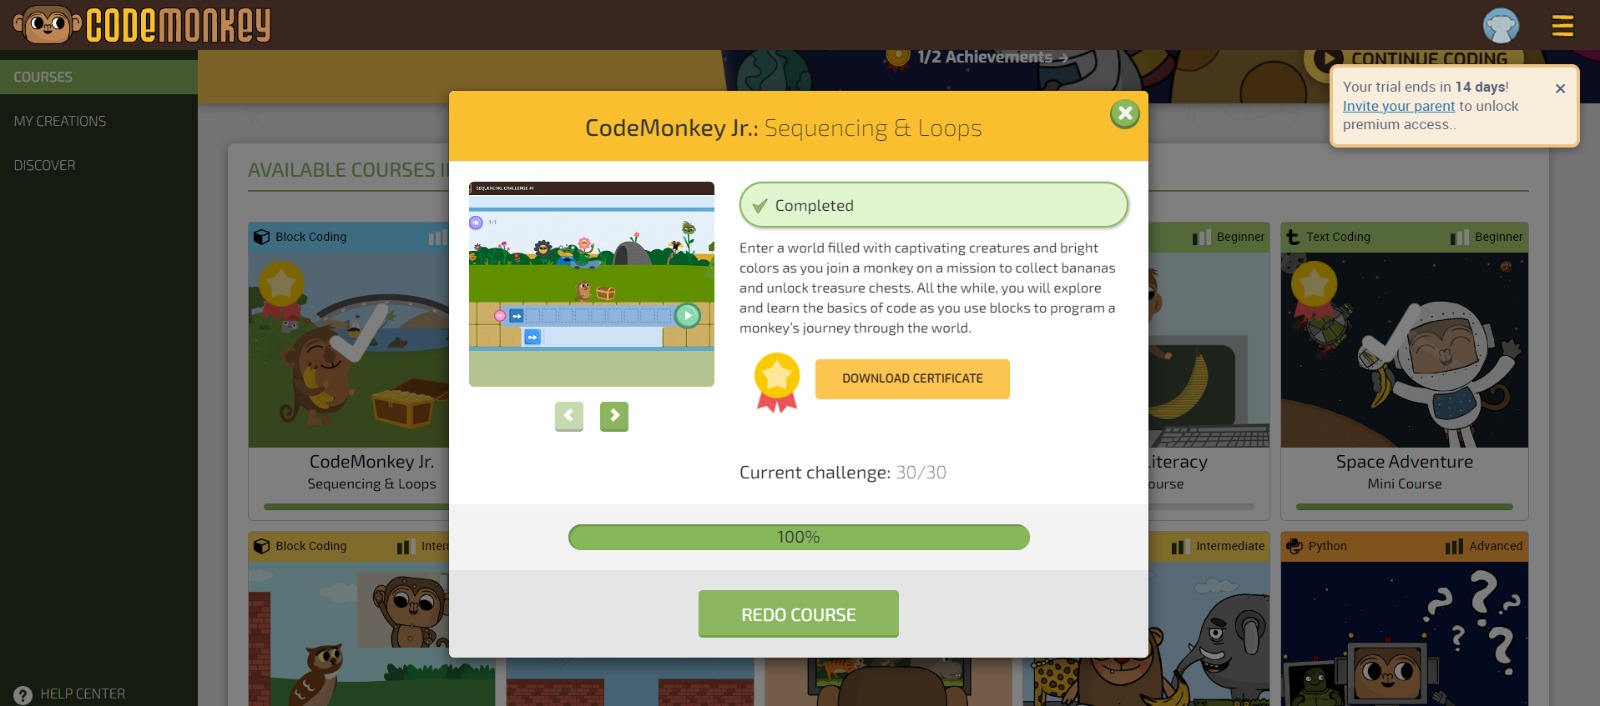 CODEMONKEY
COURSES
MY CREATIONS
DISCOVER
HELP CENTER
1/2 Achievements →
CONTINUE CODING
Your trial ends in 14 days!
Invite your parent to unlock
premium access..
AVAILABLE COURSES
CodeMonkey Jr.: Sequencing & Loops
SEQUENCING CHALLENGE #1
1-1
Completed
Enter a world filled with captivating creatures and bright
colors as you join a monkey on a mission to collect bananas
and unlock treasure chests. All the while, you will explore
and learn the basics of code as you use blocks to program a
monkey's journey through the world.
DOWNLOAD CERTIFICATE
Current challenge: 30/30
100%
REDO COURSE
Block Coding
CodeMonkey Jr.
Sequencing & Loops
Beginner
Text Coding Beginner
Space Adventure
Mini Course
Block Coding
Intermediate
Python Advanced